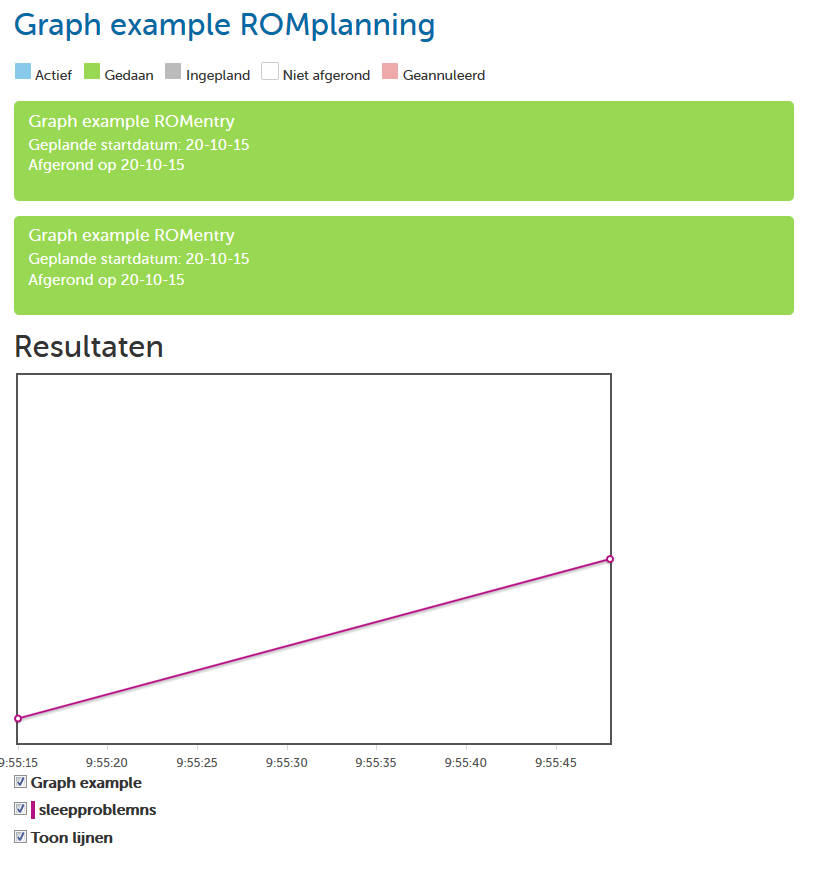 Graph example ROMplanning
Actief Gedaan Ingepland Niet afgerond Geannuleerd
Graph example ROMentry
Geplande startdatum: 20-10-15
Afgerond op 20-10-15
Graph example ROMentry
Geplande startdatum: 20-10-15
Afgerond op 20-10-15
Resultaten
9:55:15 9:55:20 9:55:25 9:55:30 9:55:35 9:55:40 9:55:45
Graph example
sleepproblemns
Toon lijnen